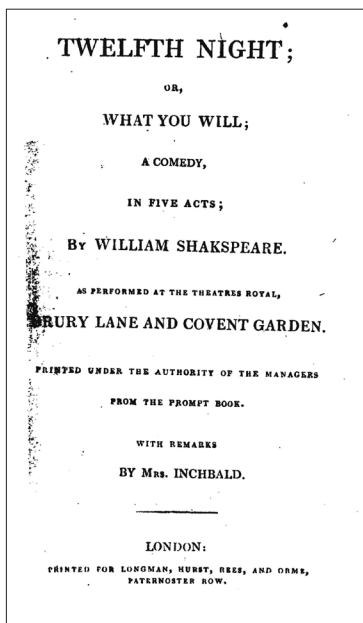 TWELFTH NIGHT;
OR,
WHAT YOU WILL;
A COMEDY,
IN FIVE ACTS;
BY WILLIAM SHAKSPEARE.
AS PERFORMED AT THE THEATRES ROYAL,
DRURY LANE AND COVENT GARDEN.
PRINTED UNDER THE AUTHORITY OF THE MANAGERS
FROM THE PROMPT BOOK.
WITH REMARKS
BY MRS. INCHBALD.
LONDON:
PRINTED FOR LONGMAN, HURST, REES, AND ORME,
PATERNOSTER ROW.